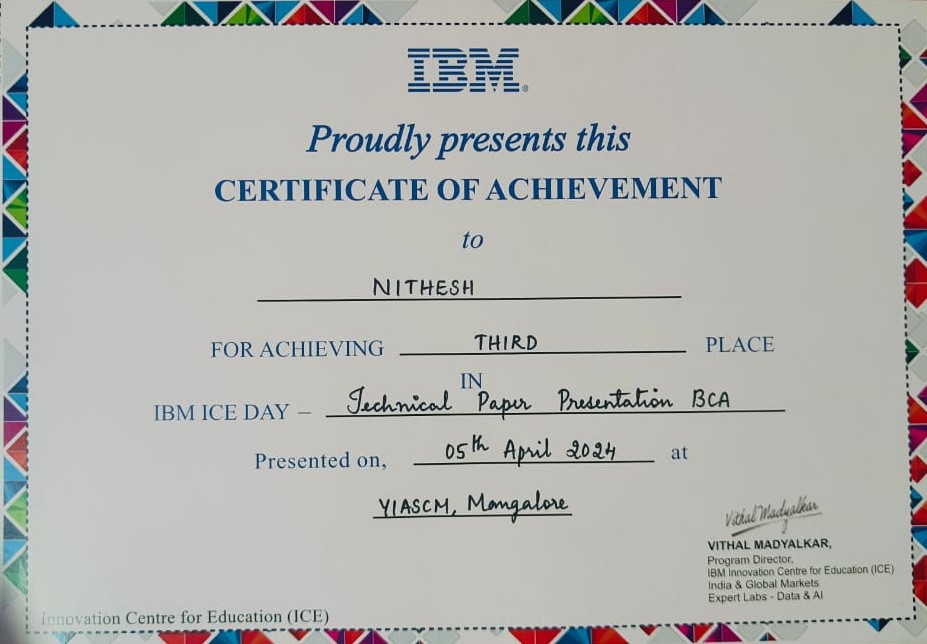 IBM®
Proudly presents this
CERTIFICATE OF ACHIEVEMENT
to
NITHESH
FOR ACHIEVING THIRD PLACE
IN
IBM ICE DAY – Technical Paper Presentation BCA
Presented on, 05th April 2024 at
YIASCM, Mangalore
Vithal Madyalkar
VITHAL MADYALKAR,
Program Director,
IBM Innovation Centre for Education (ICE)
India & Global Markets
Expert Labs - Data & AI
Innovation Centre for Education (ICE)